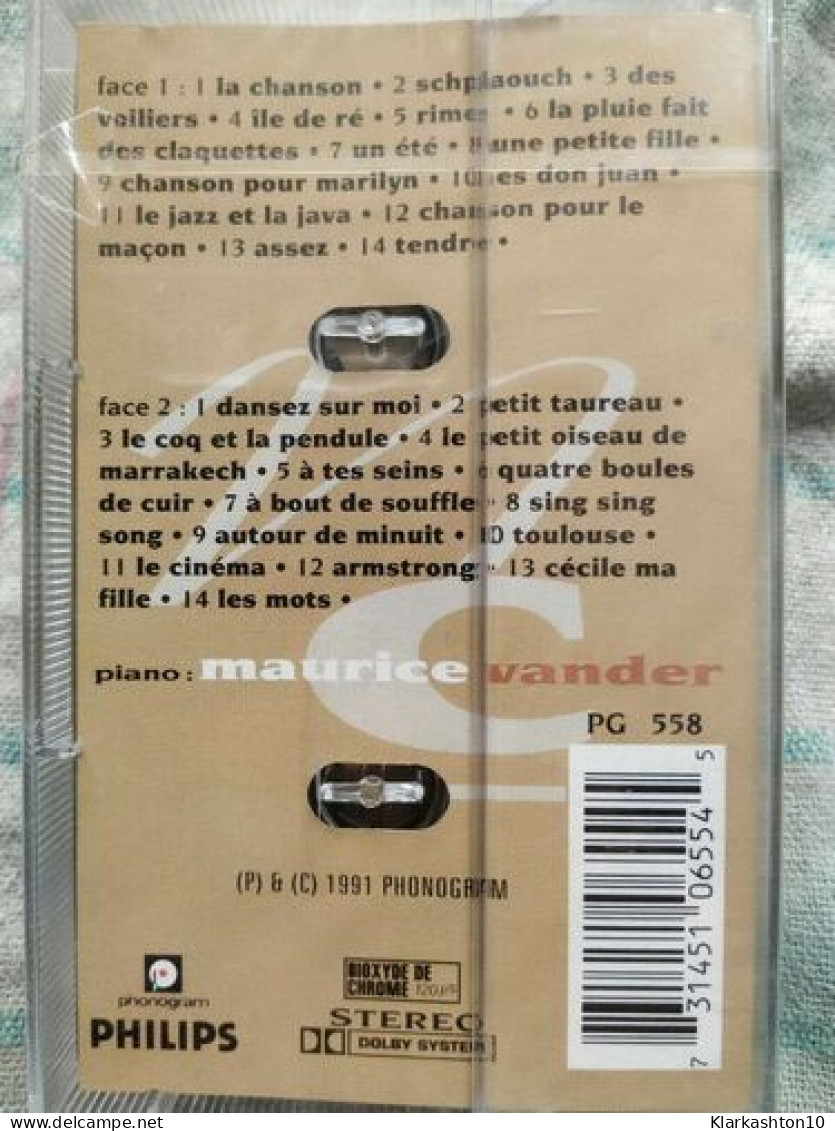 face 1 : 1 la chanson • 2 schplaouch • 3 des
voiliers • 4 île de ré • 5 rimes • 6 la pluie fait
des claquettes • 7 un été • 8 une petite fille •
9 chanson pour marilyn • 10 les don juan •
11 le jazz et la java • 12 chanson pour le
maçon • 13 assez • 14 tendre •
face 2 : 1 dansez sur moi • 2 petit taureau •
3 le coq et la pendule • 4 le petit oiseau de
marrakech • 5 à tes seins • 6 quatre boules
de cuir • 7 à bout de souffle • 8 sing sing
song • 9 autour de minuit • 10 toulouse •
11 le cinéma • 12 armstrong • 13 cécile ma
fille • 14 les mots •
piano : maurice vander
PG 558
7 31451 06554 5
(P) & (C) 1991 PHONOGRAM
phonogram
PHILIPS
BIOXYDE DE
CHROME 120µs
STEREO
DOLBY SYSTEM
Klarkashton10